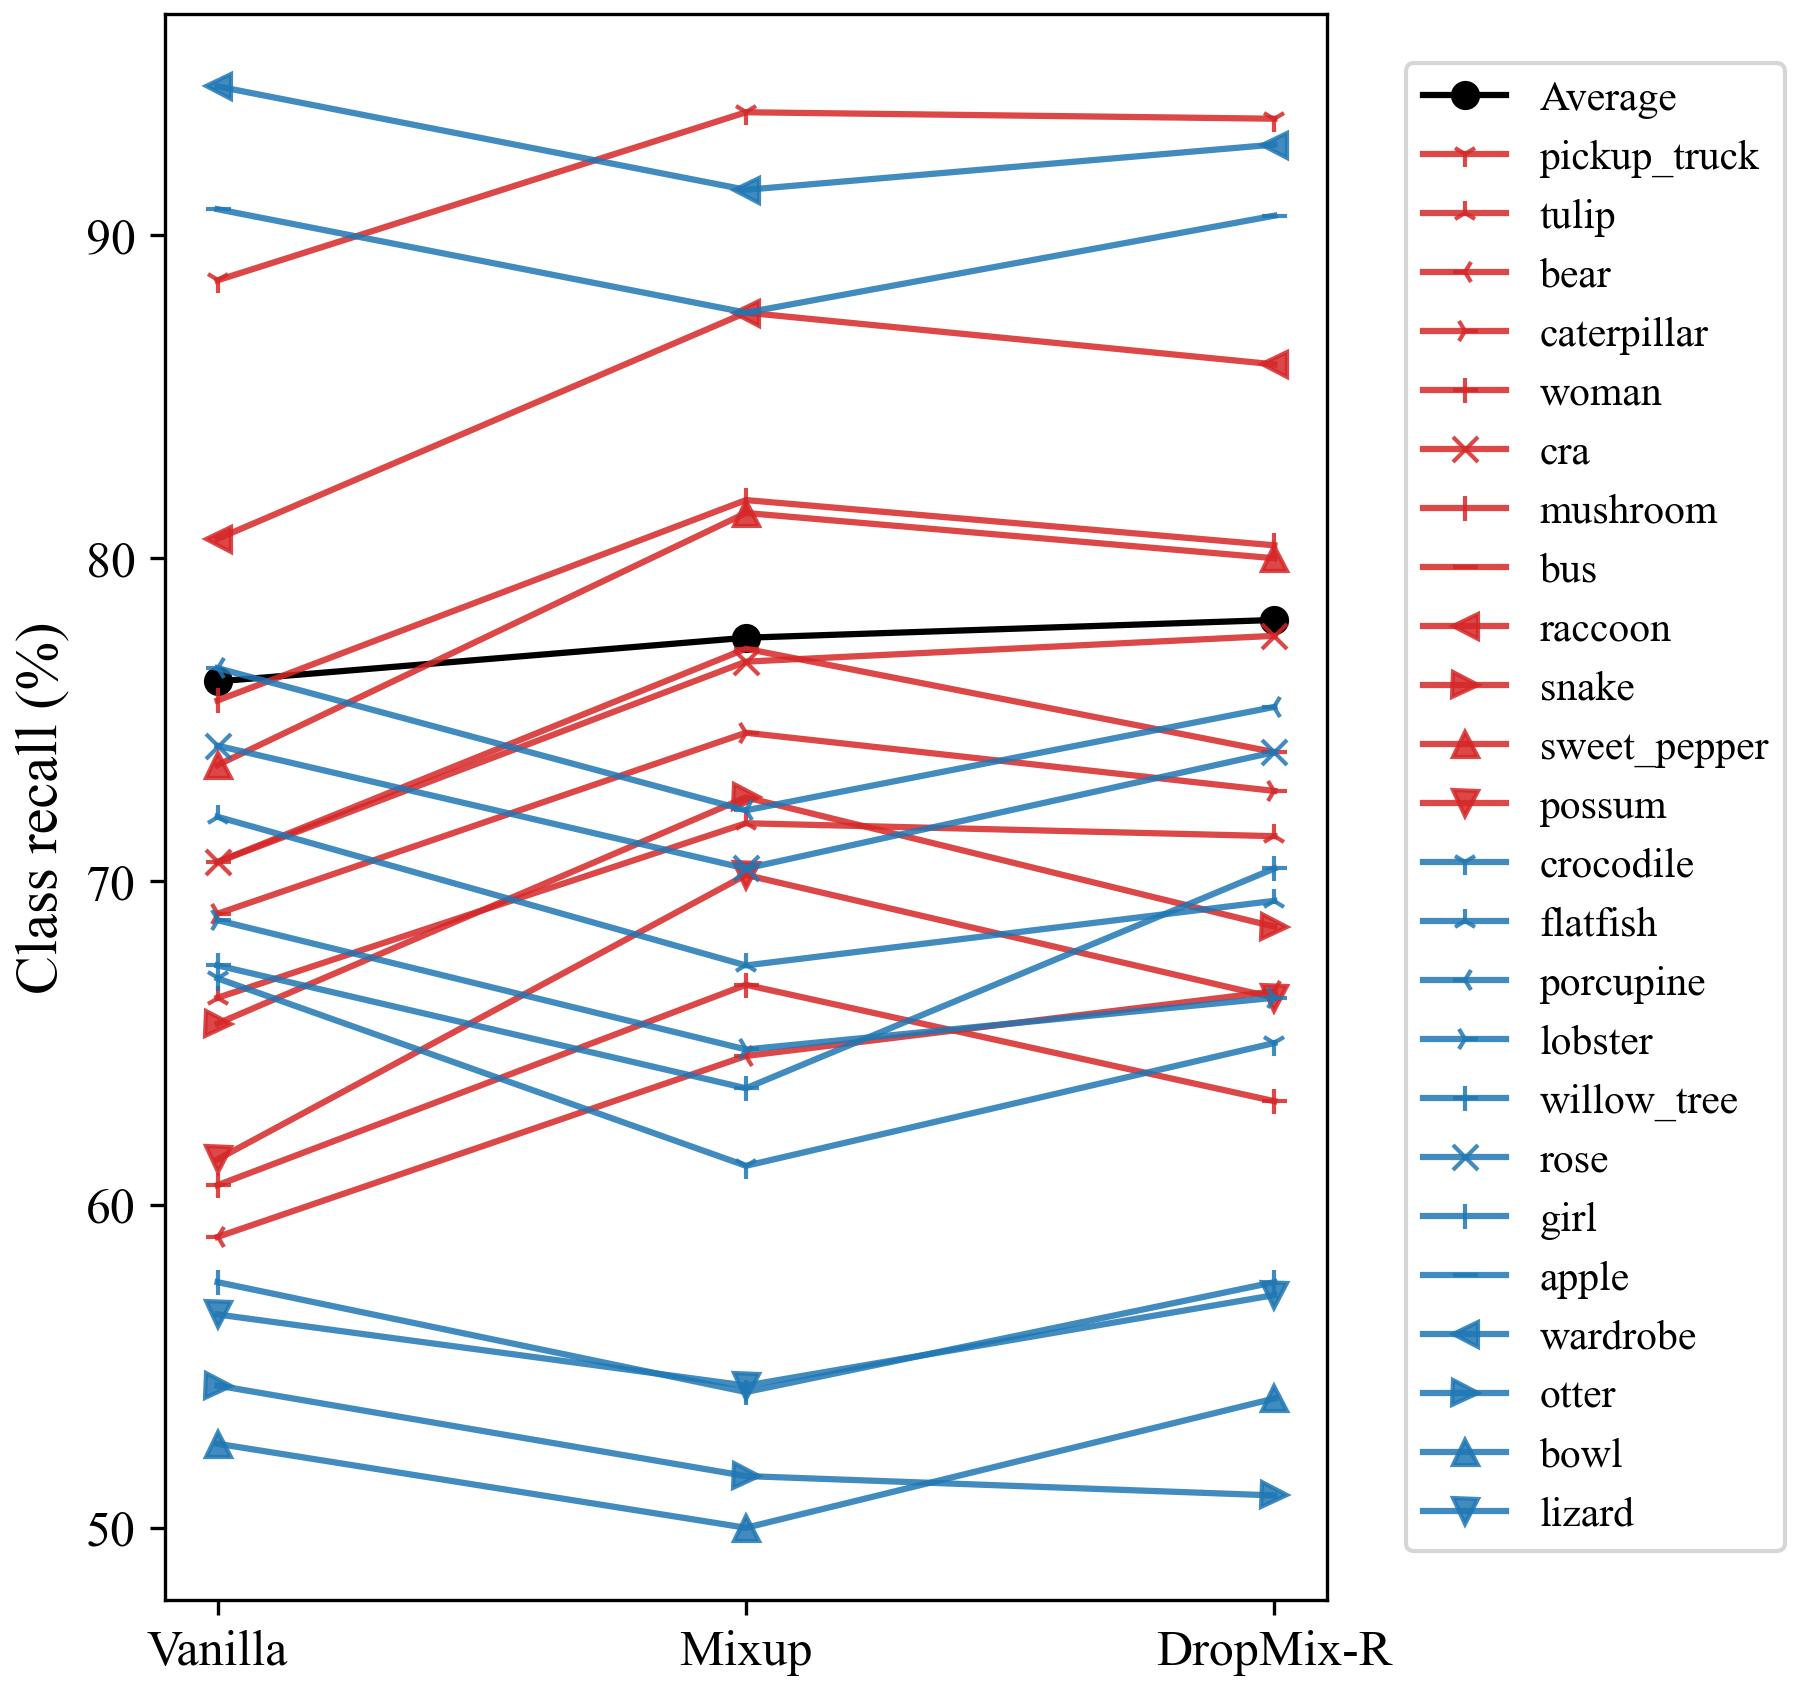 Class recall (%)
90
80
70
60
50
Vanilla
Mixup
DropMix-R
Average
pickup_truck
tulip
bear
caterpillar
woman
cra
mushroom
bus
raccoon
snake
sweet_pepper
possum
crocodile
flatfish
porcupine
lobster
willow_tree
rose
girl
apple
wardrobe
otter
bowl
lizard